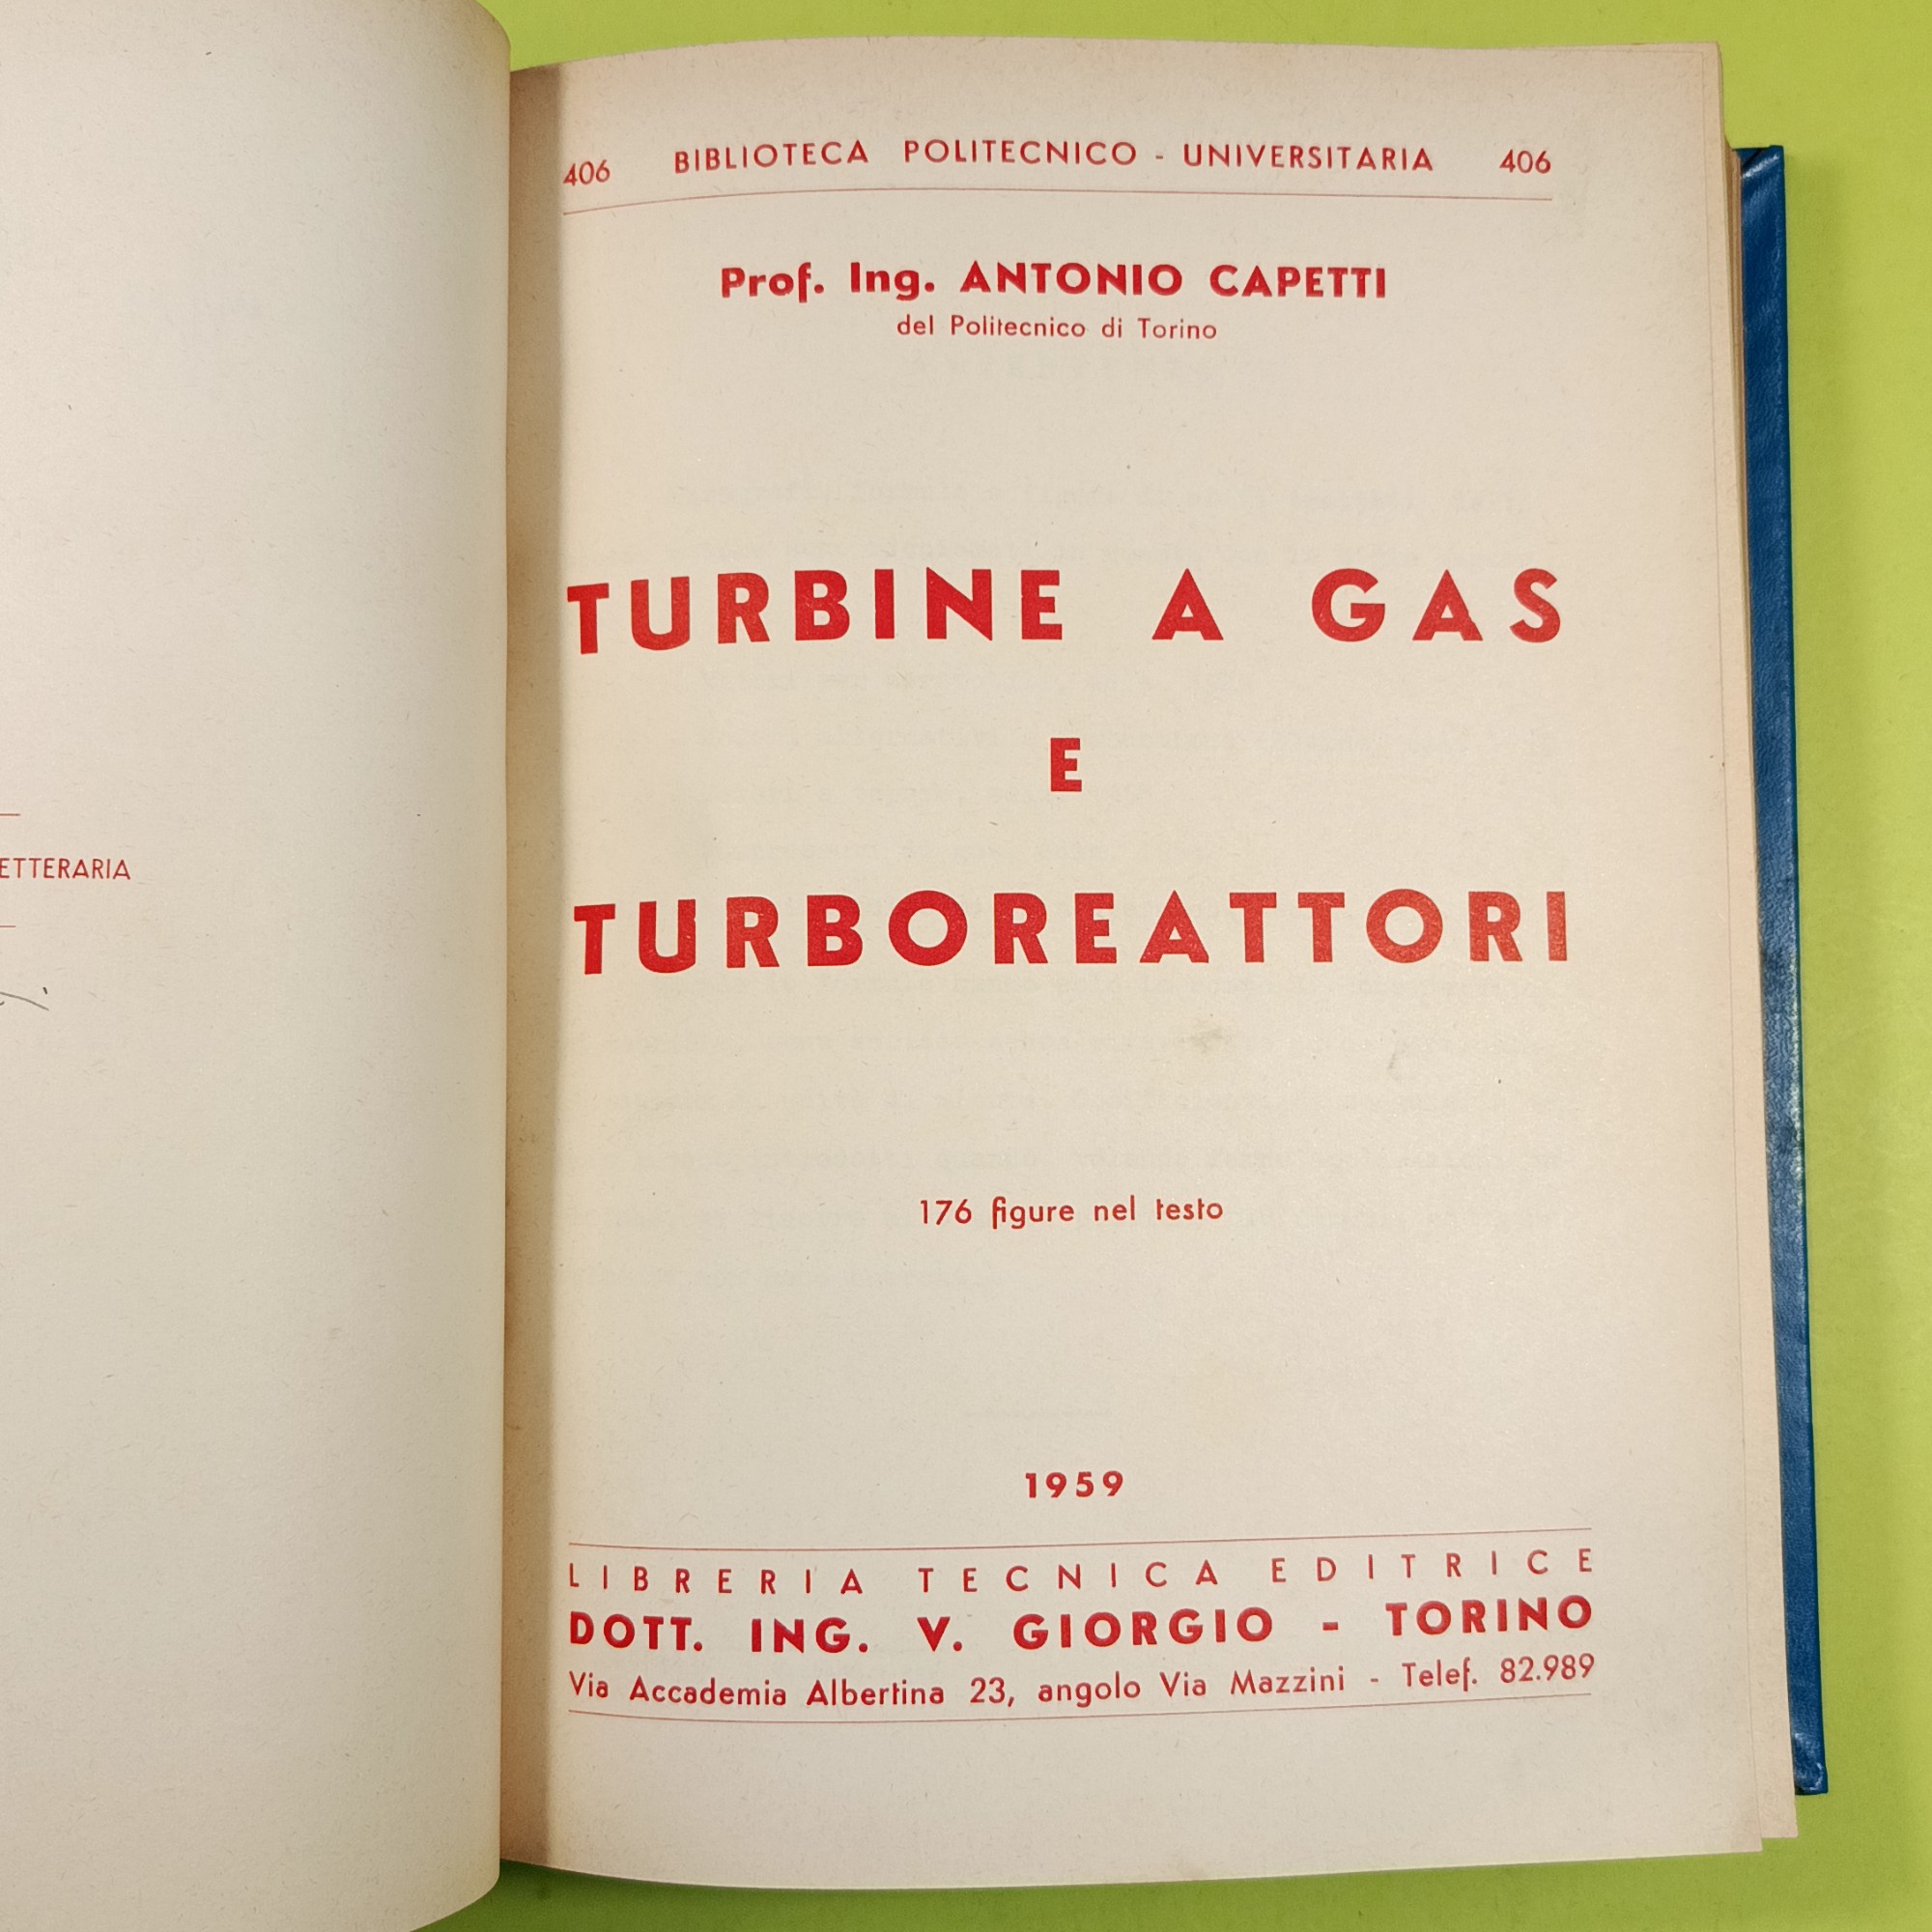 ETTERARIA
406 BIBLIOTECA POLITECNICO - UNIVERSITARIA 406
Prof. Ing. ANTONIO CAPETTI
del Politecnico di Torino
TURBINE A GAS
E
TURBOREATTORI
176 figure nel testo
1959
LIBRERIA TECNICA EDITRICE
DOTT. ING. V. GIORGIO - TORINO
Via Accademia Albertina 23, angolo Via Mazzini - Telef. 82.989